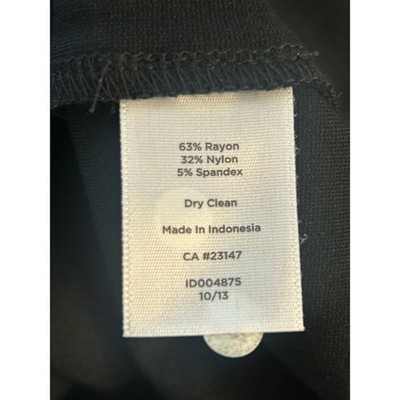 63% Rayon
32% Nylon
5% Spandex
Dry Clean
Made In Indonesia
CA #23147
ID004875
10/13